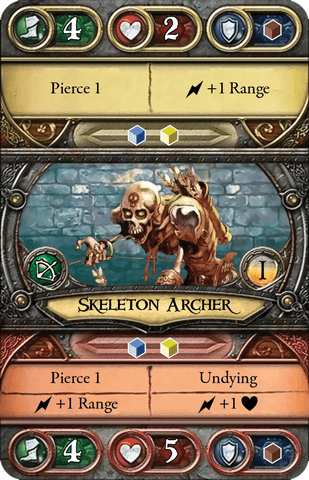 4 2
Pierce 1 +1 Range
I
Skeleton Archer
Pierce 1 Undying
+1 Range +1
4 5